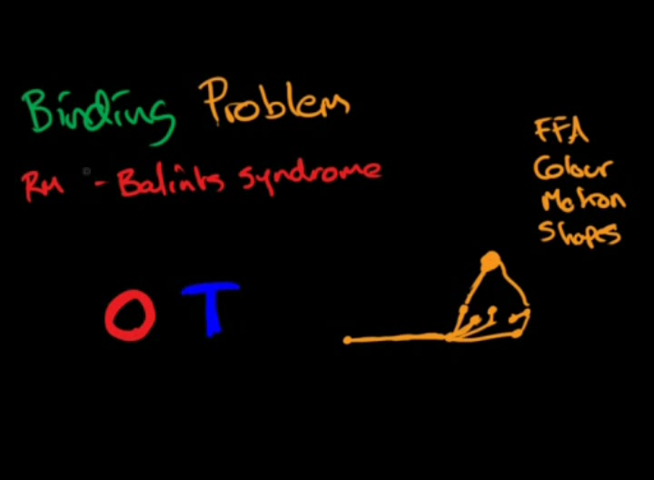 Binding Problem
RM - Balints syndrome
FFA
Colour
Motion
Shapes
O T